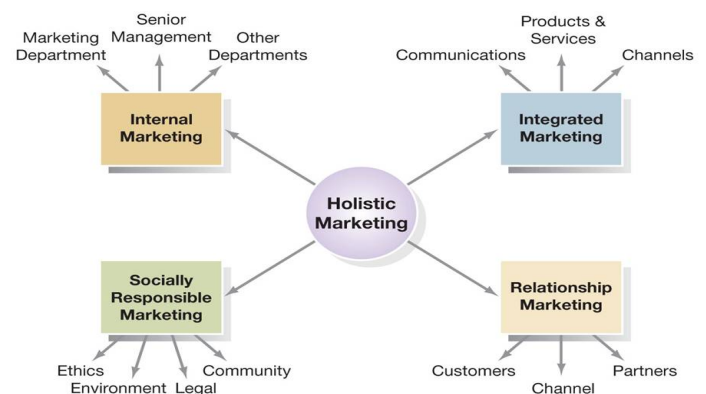 Senior
Management
Marketing
Department
Other
Departments
Internal
Marketing
Products &
Services
Communications
Channels
Integrated
Marketing
Holistic
Marketing
Socially
Responsible
Marketing
Ethics
Environment
Legal
Community
Relationship
Marketing
Customers
Channel
Partners